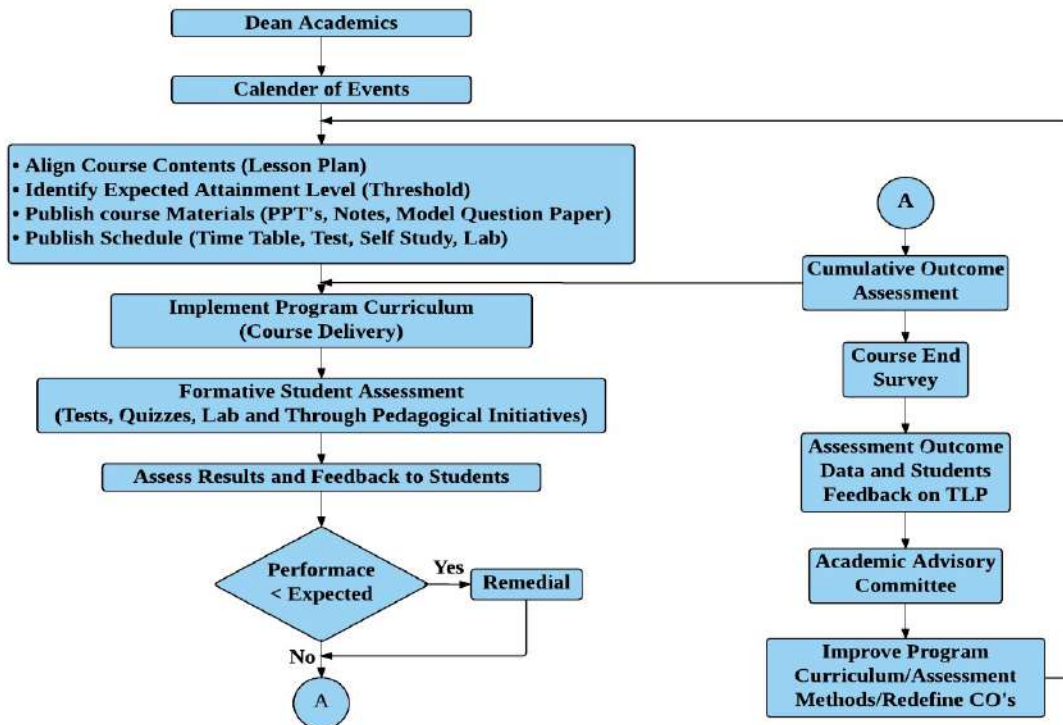 Dean Academics
Calender of Events
• Align Course Contents (Lesson Plan)
• Identify Expected Attainment Level (Threshold)
• Publish course Materials (PPT's, Notes, Model Question Paper)
• Publish Schedule (Time Table, Test, Self Study, Lab)
Implement Program Curriculum
(Course Delivery)
Formative Student Assessment
(Tests, Quizzes, Lab and Through Pedagogical Initiatives)
Assess Results and Feedback to Students
Performace
< Expected
Yes
Remedial
No
A
A
Cumulative Outcome
Assessment
Course End
Survey
Assessment Outcome
Data and Students
Feedback on TLP
Academic Advisory
Committee
Improve Program
Curriculum/Assessment
Methods/Redefine CO's